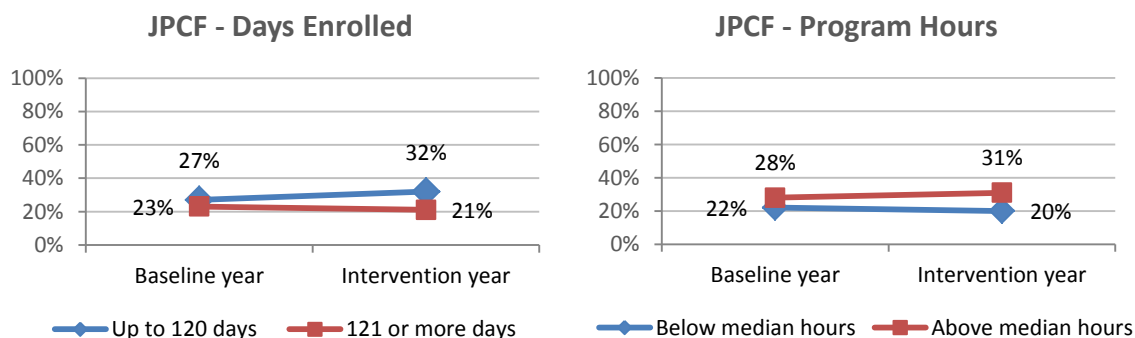 JPCF - Days Enrolled
100%
80%
60%
40%
20%
0%
27%
32%
23%
21%
Baseline year
Intervention year
Up to 120 days
121 or more days
JPCF - Program Hours
100%
80%
60%
40%
20%
0%
28%
31%
22%
20%
Baseline year
Intervention year
Below median hours
Above median hours